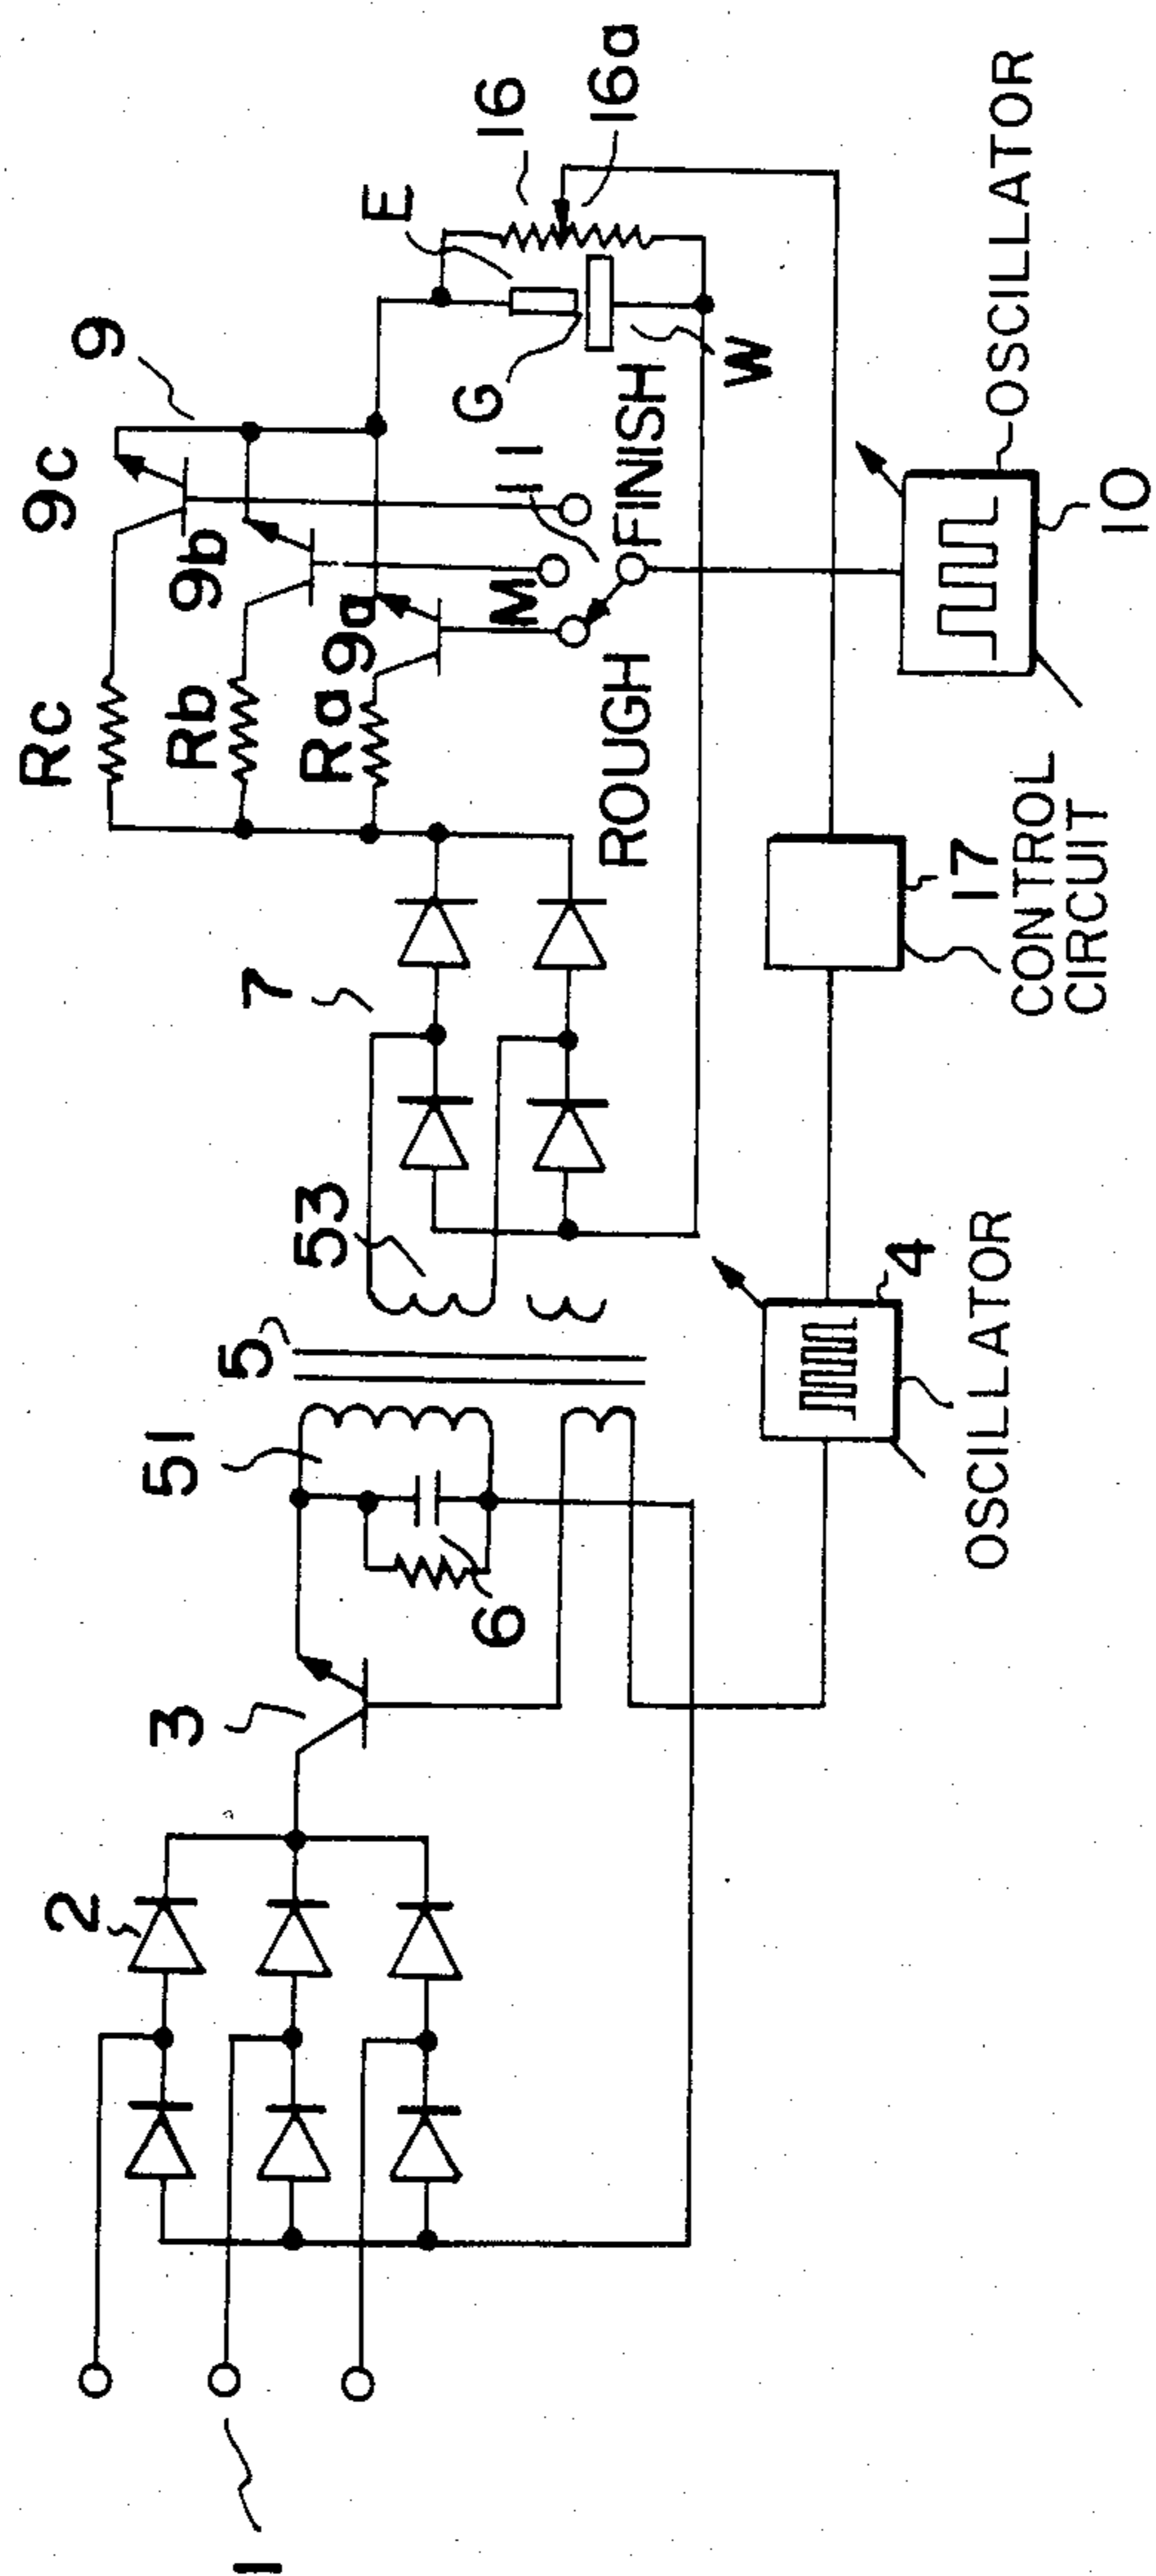 1
2
3
51
6
5
53
7
Rc
Rb
Ra
9c
9b
9a
9
M
11
ROUGH
FINISH
G
E
W
16
16a
4
OSCILLATOR
17
CONTROL
CIRCUIT
10
OSCILLATOR